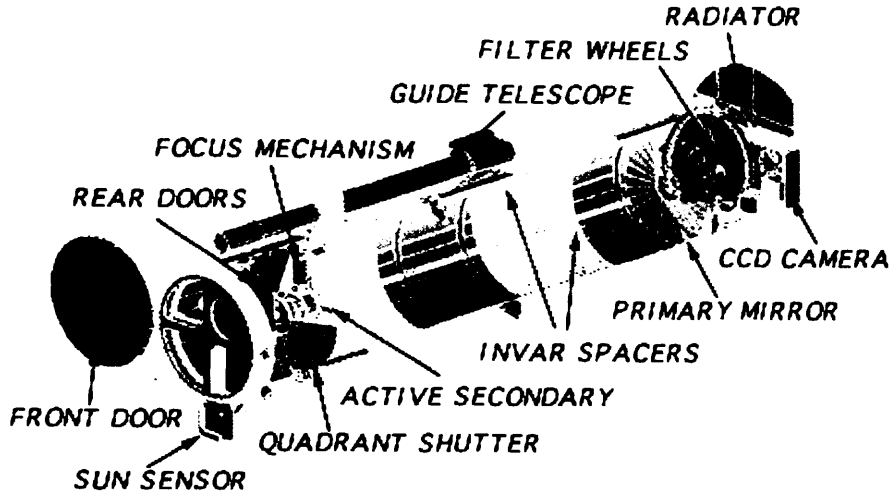 RADIATOR
FILTER WHEELS
GUIDE TELESCOPE
FOCUS MECHANISM
REAR DOORS
CCD CAMERA
PRIMARY MIRROR
INVAR SPACERS
ACTIVE SECONDARY
FRONT DOOR
QUADRANT SHUTTER
SUN SENSOR